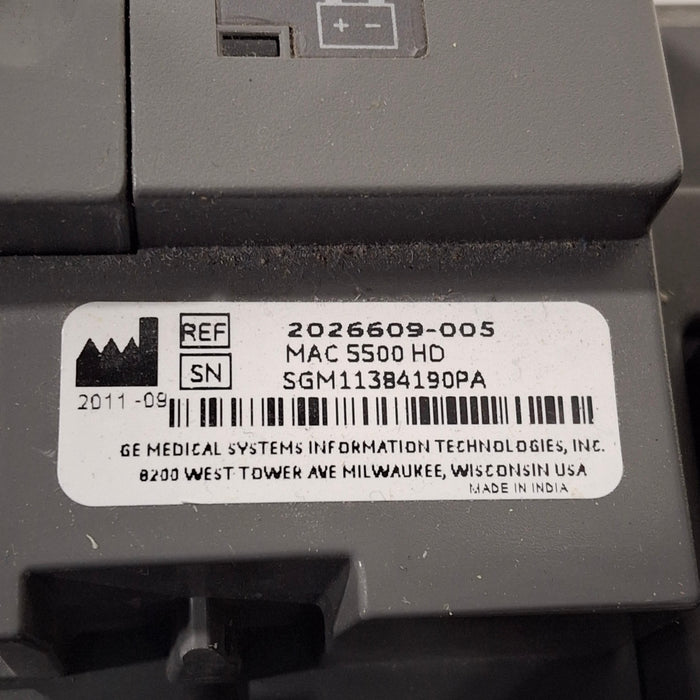 REF 2026609-005
MAC 5500 HD
SN SGM11384190PA
2011-09
GE MEDICAL SYSTEMS INFORMATION TECHNOLOGIES, INC.
8200 WEST TOWER AVE MILWAUKEE, WISCONSIN USA
MADE IN INDIA